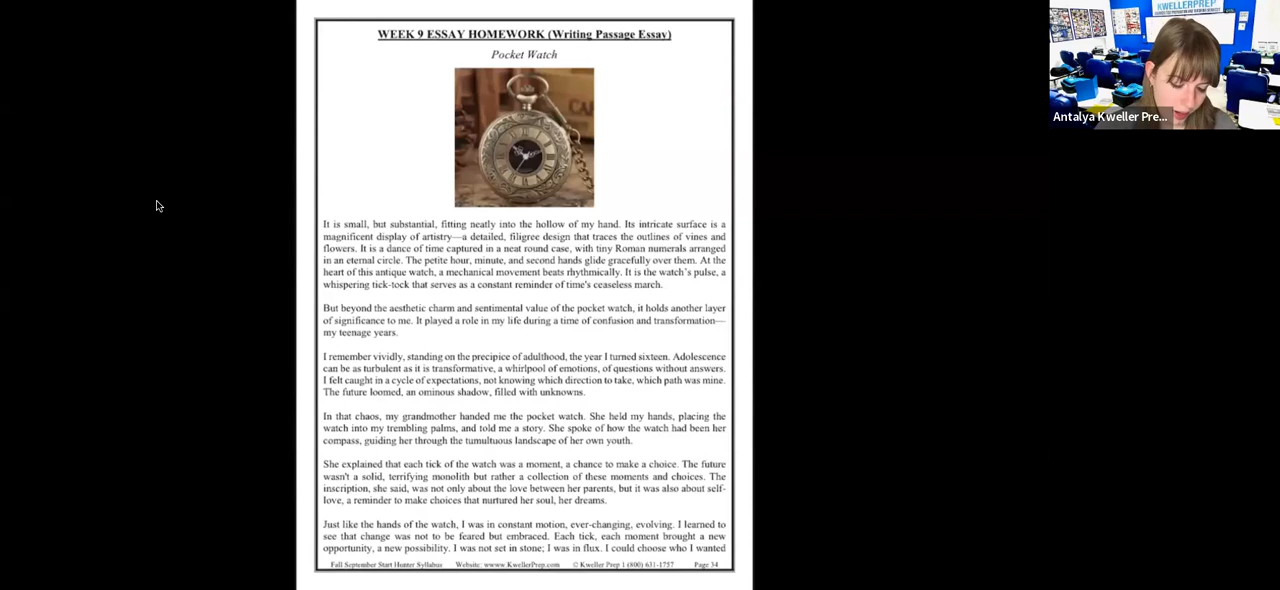 KWELLERPREP
WEEK 9 ESSAY HOMEWORK (Writing Passage Essay)
Pocket Watch
Antalya Kweller Pre...
It is small, but substantial, fitting neatly into the hollow of my hand. Its intricate surface is a
magnificent display of artistry—a detailed, filigree design that traces the outlines of vines and
flowers. It is a dance of time captured in a neat round case, with tiny Roman numerals arranged
in an eternal circle. The petite hour, minute, and second hands glide gracefully over them. At the
heart of this antique watch, a mechanical movement beats rhythmically. It is the watch's pulse, a
whispering tick-tock that serves as a constant reminder of time's ceaseless march.
But beyond the aesthetic charm and sentimental value of the pocket watch, it holds another layer
of significance to me. It played a role in my life during a time of confusion and transformation—
my teenage years.
I remember vividly, standing on the precipice of adulthood, the year I turned sixteen. Adolescence
can be as turbulent as it is transformative, a whirlpool of emotions, of questions without answers.
I felt caught in a cycle of expectations, not knowing which direction to take, which path was mine.
The future loomed, an ominous shadow, filled with unknowns.
In that chaos, my grandmother handed me the pocket watch. She held my hands, placing the
watch into my trembling palms, and told me a story. She spoke of how the watch had been her
compass, guiding her through the tumultuous landscape of her own youth.
She explained that each tick of the watch was a moment, a chance to make a choice. The future
wasn't a solid, terrifying monolith but rather a collection of these moments and choices. The
inscription, she said, was not only about the love between her parents, but it was also about self-
love, a reminder to make choices that nurtured her soul, her dreams.
Just like the hands of the watch, I was in constant motion, ever-changing, evolving. I learned to
see that change was not to be feared but embraced. Each tick, each moment brought a new
opportunity, a new possibility. I was not set in stone; I was in flux. I could choose who I wanted
Fall September Start Hunter Syllabus Website: wwww.KwellerPrep.com © Kweller Prep 1 (800) 631-1757 Page 34